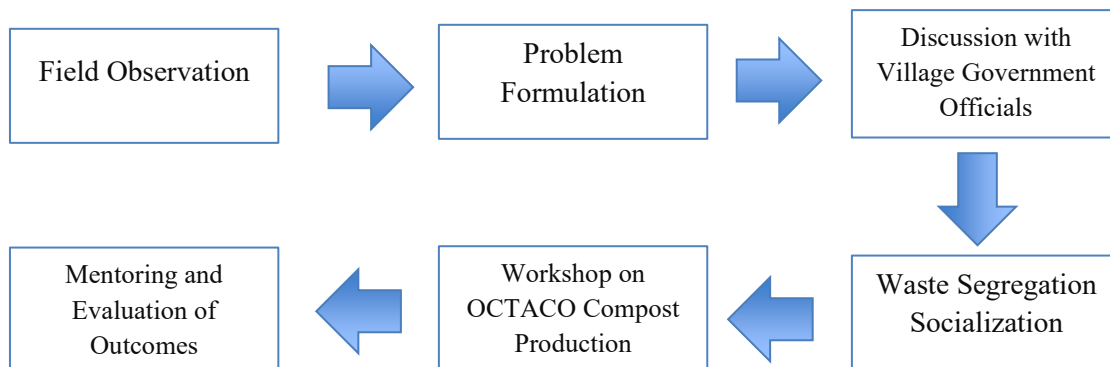 Field Observation
Problem
Formulation
Discussion with
Village Government
Officials
Waste Segregation
Socialization
Workshop on
OCTACO Compost
Production
Mentoring and
Evaluation of
Outcomes